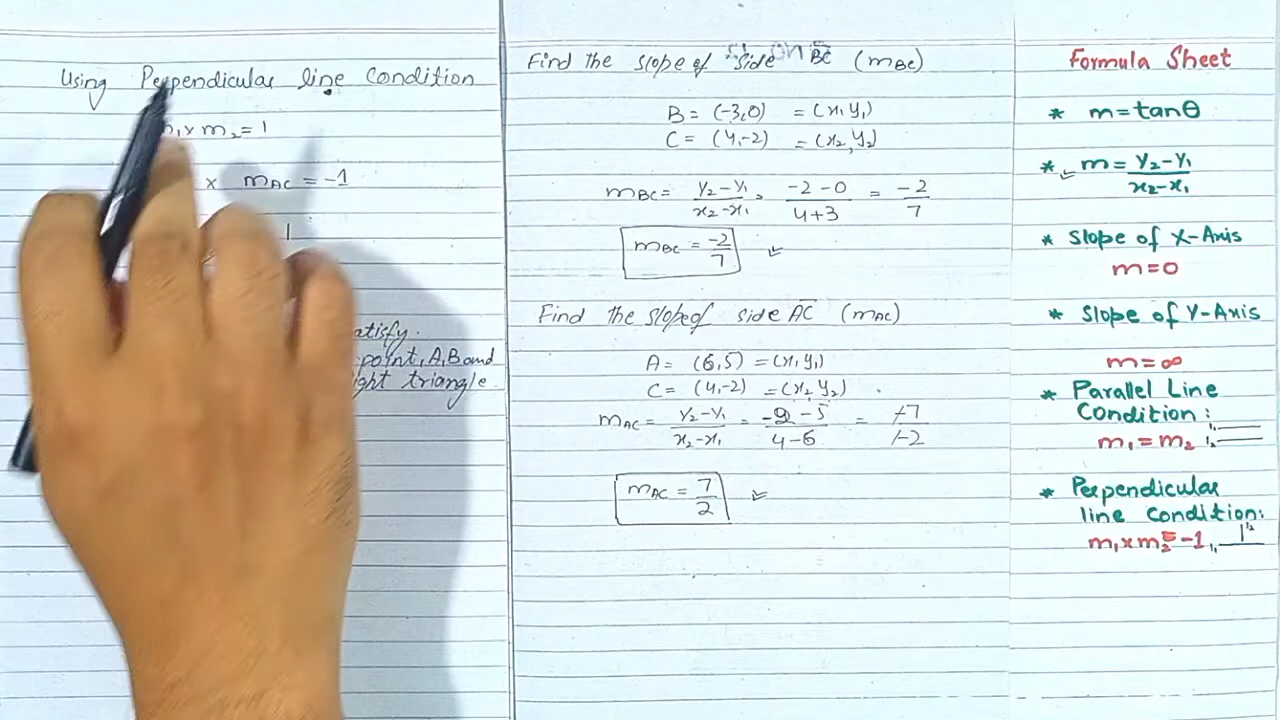 Using Perpendicular line Condition
m₁ x m₂ = 1
x m_AC = -1
1
atisfy.
point, A, B and
ight triangle
Find the slope of side BC (m_BC)
B = (-3,0) = (x₁ y₁)
C = (4,-2) = (x₂, y₂)
m_BC = y₂-y₁/x₂-x₁ = -2-0/4+3 = -2/7
m_BC = -2/7
Find the slope of side AC (m_AC)
A = (6,5) = (x₁ y₁)
C = (4,-2) = (x₂, y₂)
m_AC = y₂-y₁/x₂-x₁ = -2-5/4-6 = -7/-2
m_AC = 7/2
Formula Sheet
* m = tanθ
* m = y₂-y₁/x₂-x₁
* Slope of X-Axis
m=0
* Slope of Y-Axis
m=∞
* Parallel Line
Condition:
m₁ = m₂
* Perpendicular
line Condition:
m₁ x m₂ = -1